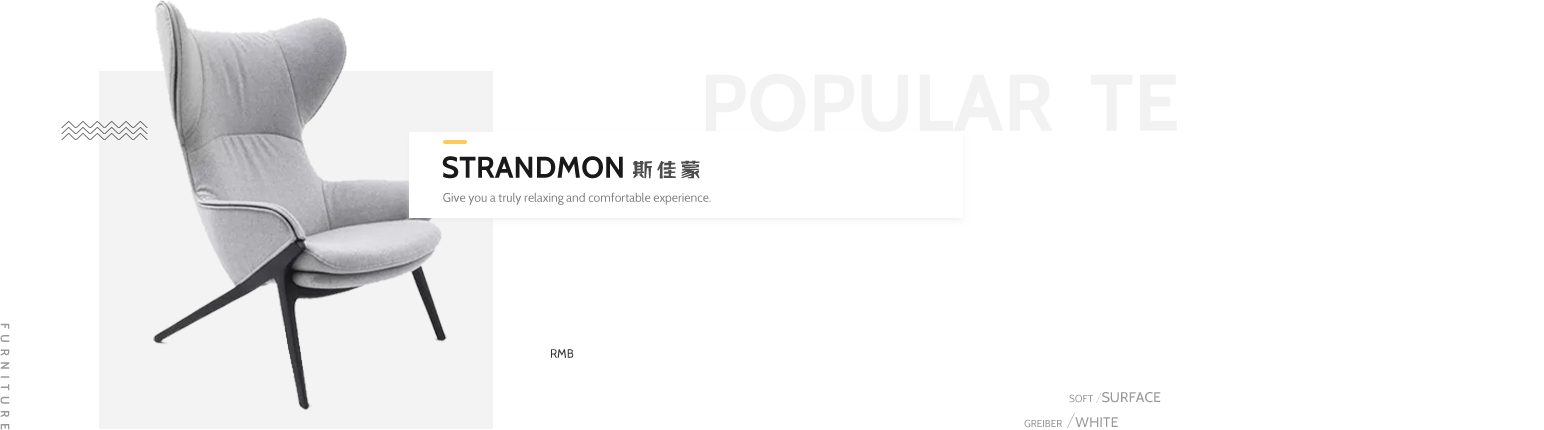 POPULAR TE
STRANDMON 斯佳蒙
Give you a truly relaxing and comfortable experience.
FURNITURE
RMB
SOFT /SURFACE
GREIBER /WHITE